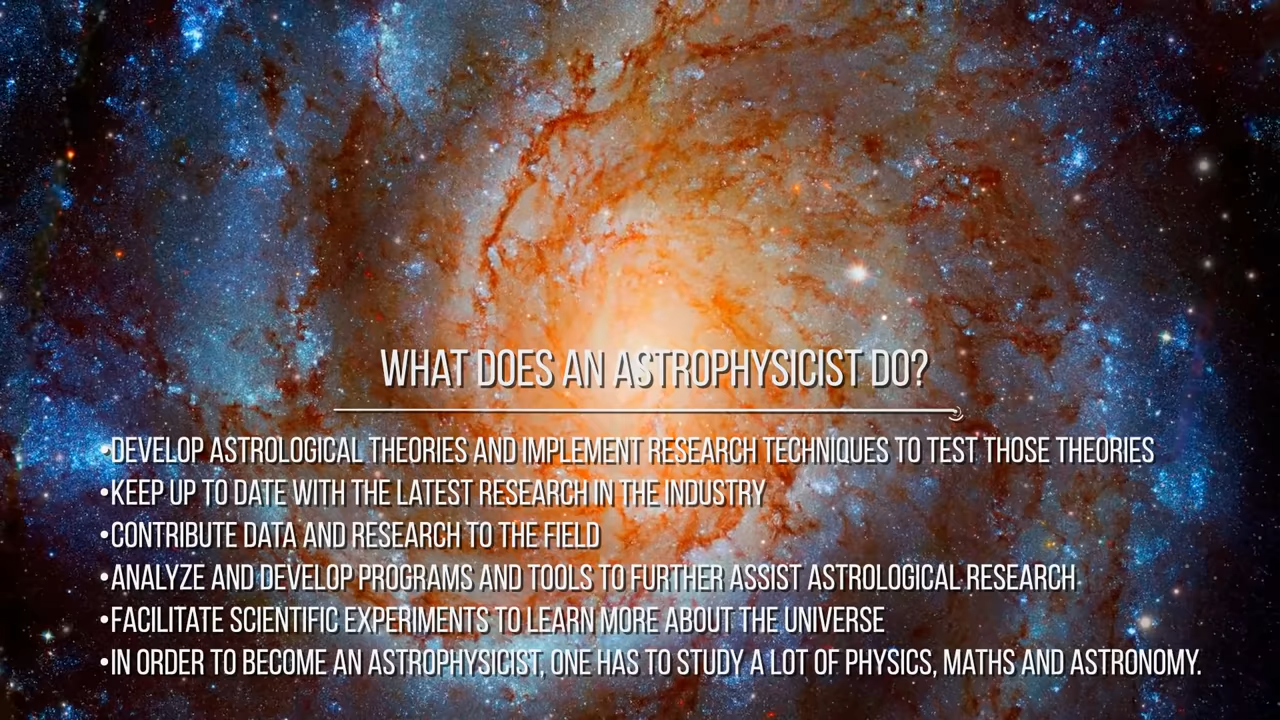 WHAT DOES AN ASTROPHYSICIST DO?
•DEVELOP ASTROLOGICAL THEORIES AND IMPLEMENT RESEARCH TECHNIQUES TO TEST THOSE THEORIES
•KEEP UP TO DATE WITH THE LATEST RESEARCH IN THE INDUSTRY
•CONTRIBUTE DATA AND RESEARCH TO THE FIELD
•ANALYZE AND DEVELOP PROGRAMS AND TOOLS TO FURTHER ASSIST ASTROLOGICAL RESEARCH
•FACILITATE SCIENTIFIC EXPERIMENTS TO LEARN MORE ABOUT THE UNIVERSE
•IN ORDER TO BECOME AN ASTROPHYSICIST, ONE HAS TO STUDY A LOT OF PHYSICS, MATHS AND ASTRONOMY.